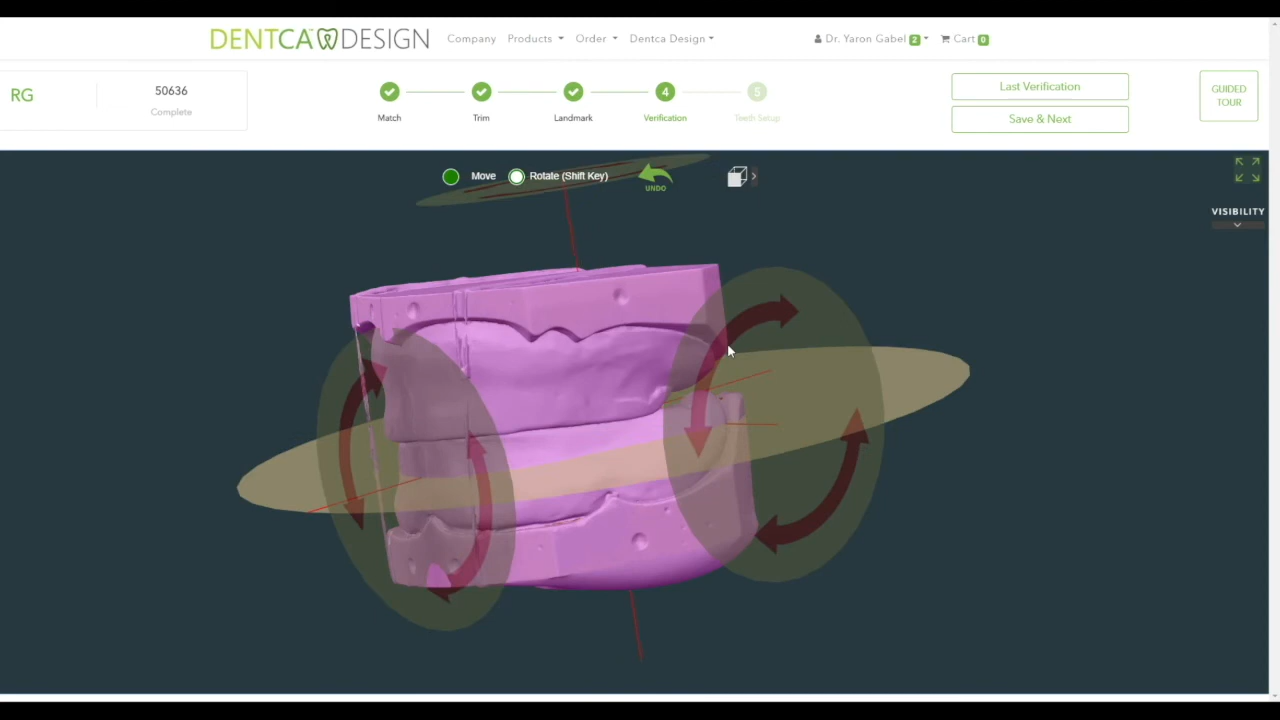 DENTCA DESIGN
Company Products Order Dentca Design
Dr. Yaron Gabel 2 Cart 0
RG
50636
Complete
4
5
Match
Trim
Landmark
Verification
Teeth Setup
Last Verification
Save & Next
GUIDED
TOUR
Move Rotate (Shift Key)
UNDO
VISIBILITY